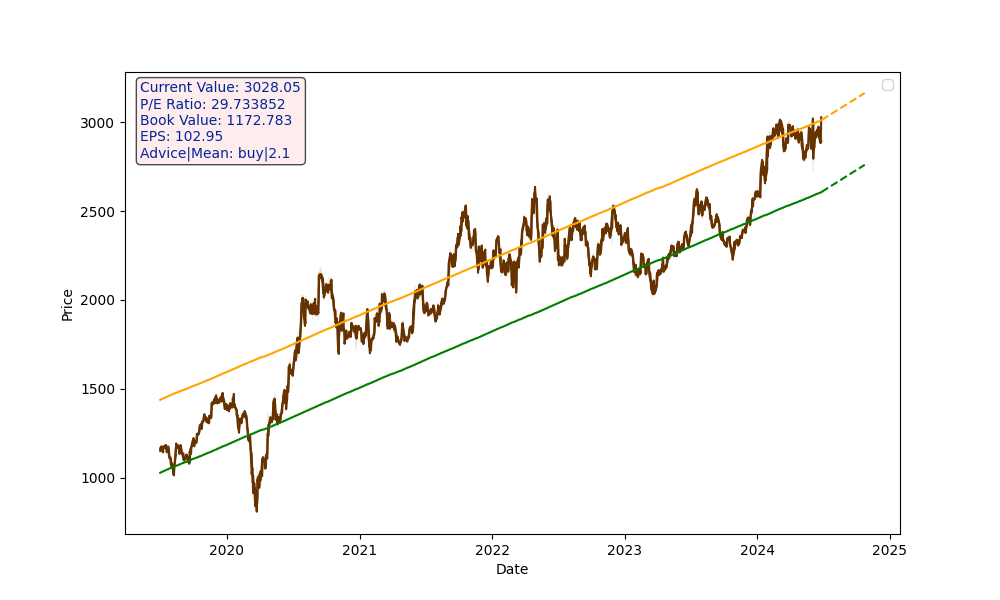 Current Value: 3028.05
P/E Ratio: 29.733852
Book Value: 1172.783
EPS: 102.95
Advice|Mean: buy|2.1
3000
2500
2000
1500
1000
Price
2020
2021
2022
2023
2024
2025
Date